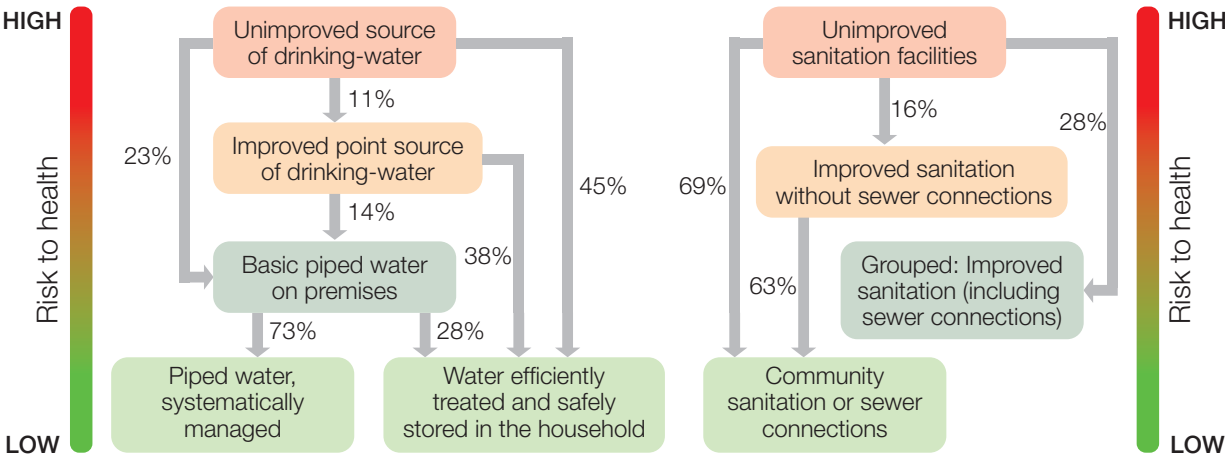 HIGH
Risk to health
LOW
Unimproved source
of drinking-water
11%
23%
45%
Improved point source
of drinking-water
14%
38%
Basic piped water
on premises
73%
28%
Piped water,
systematically
managed
Water efficiently
treated and safely
stored in the household
Unimproved
sanitation facilities
16%
28%
69%
Improved sanitation
without sewer connections
63%
Grouped: Improved
sanitation (including
sewer connections)
Community
sanitation or sewer
connections
HIGH
Risk to health
LOW